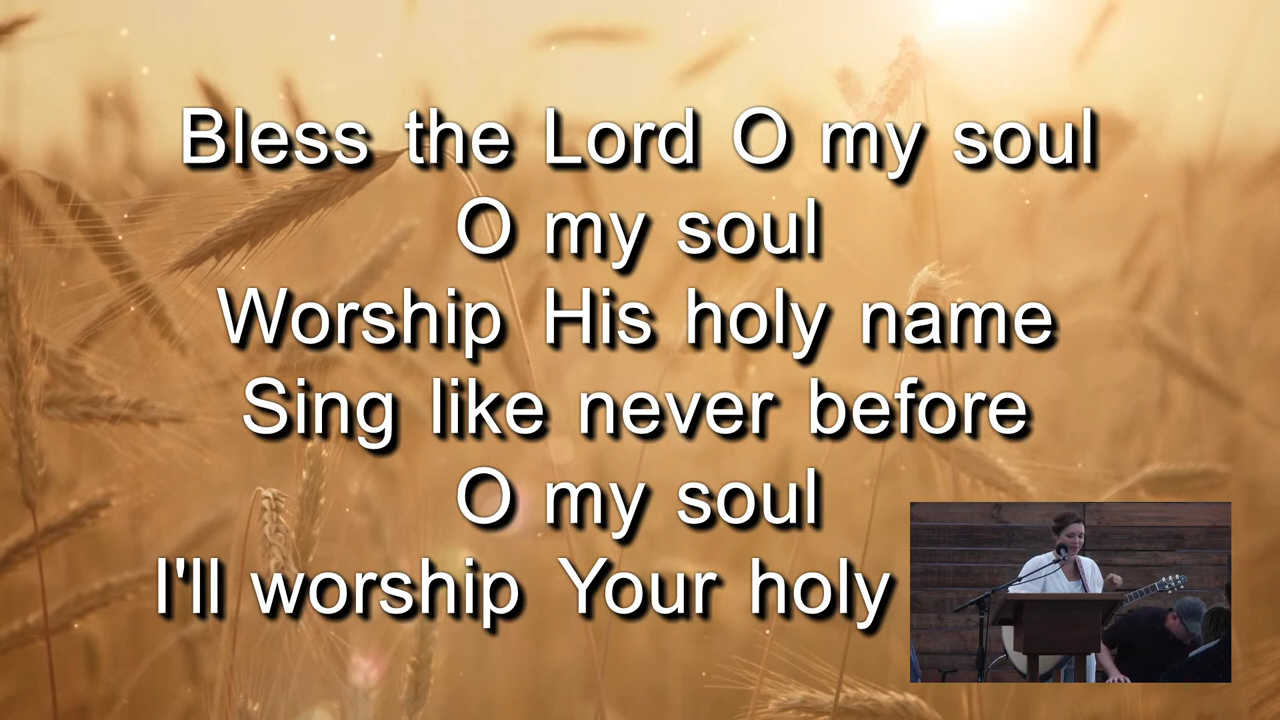 Bless the Lord O my soul
O my soul
Worship His holy name
Sing like never before
O my soul
I'll worship Your holy